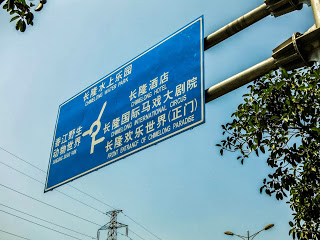 长隆水上乐园
CHIMELONG WATER PARK
长隆酒店
CHIMELONG HOTEL
长隆国际马戏大剧院
CHIMELONG INTERNATIONAL CIRCUS
长隆欢乐世界(正门)
FRONT ENTRANCE OF CHIMELONG PARADISE
香江野生
动物世界